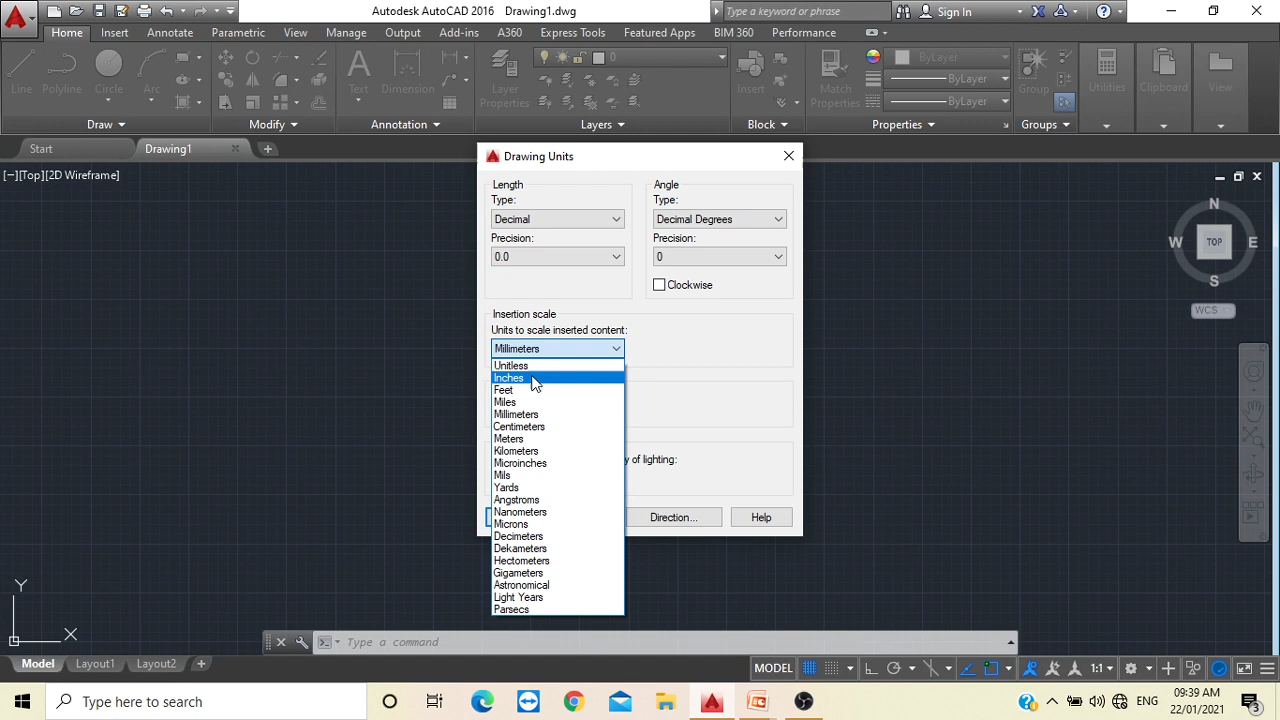 Autodesk AutoCAD 2016 Drawing1.dwg
Type a keyword or phrase
Sign In
Home Insert Annotate Parametric View Manage Output A360 Express Tools Featured Apps BIM 360 Performance
Line Polyline Circle Arc
Text Dimension
Layer Properties
0
Insert
Match Properties
ByLayer
ByLayer
ByLayer
Group
Utilities
Clipboard
View
Draw Modify Annotation Layers Block Properties Groups
Start Drawing1
[−][Top][2D Wireframe]
Drawing Units
Length
Type:
Decimal
Precision:
0.0
Angle
Type:
Decimal Degrees
Precision:
0
Clockwise
Insertion scale
Units to scale inserted content:
Millimeters
Unitless
Inches
Feet
Miles
Millimeters
Centimeters
Meters
Kilometers
Microinches
Mils
Yards
Angstroms
Nanometers
Microns
Decimeters
Dekameters
Hectometers
Gigameters
Astronomical
Light Years
Parsecs
y of lighting:
Direction...
Help
N
W TOP E
S
WCS
Y
X
Type a command
Model Layout1 Layout2
MODEL
1:1
Type here to search
ENG
09:39 AM
22/01/2021
3